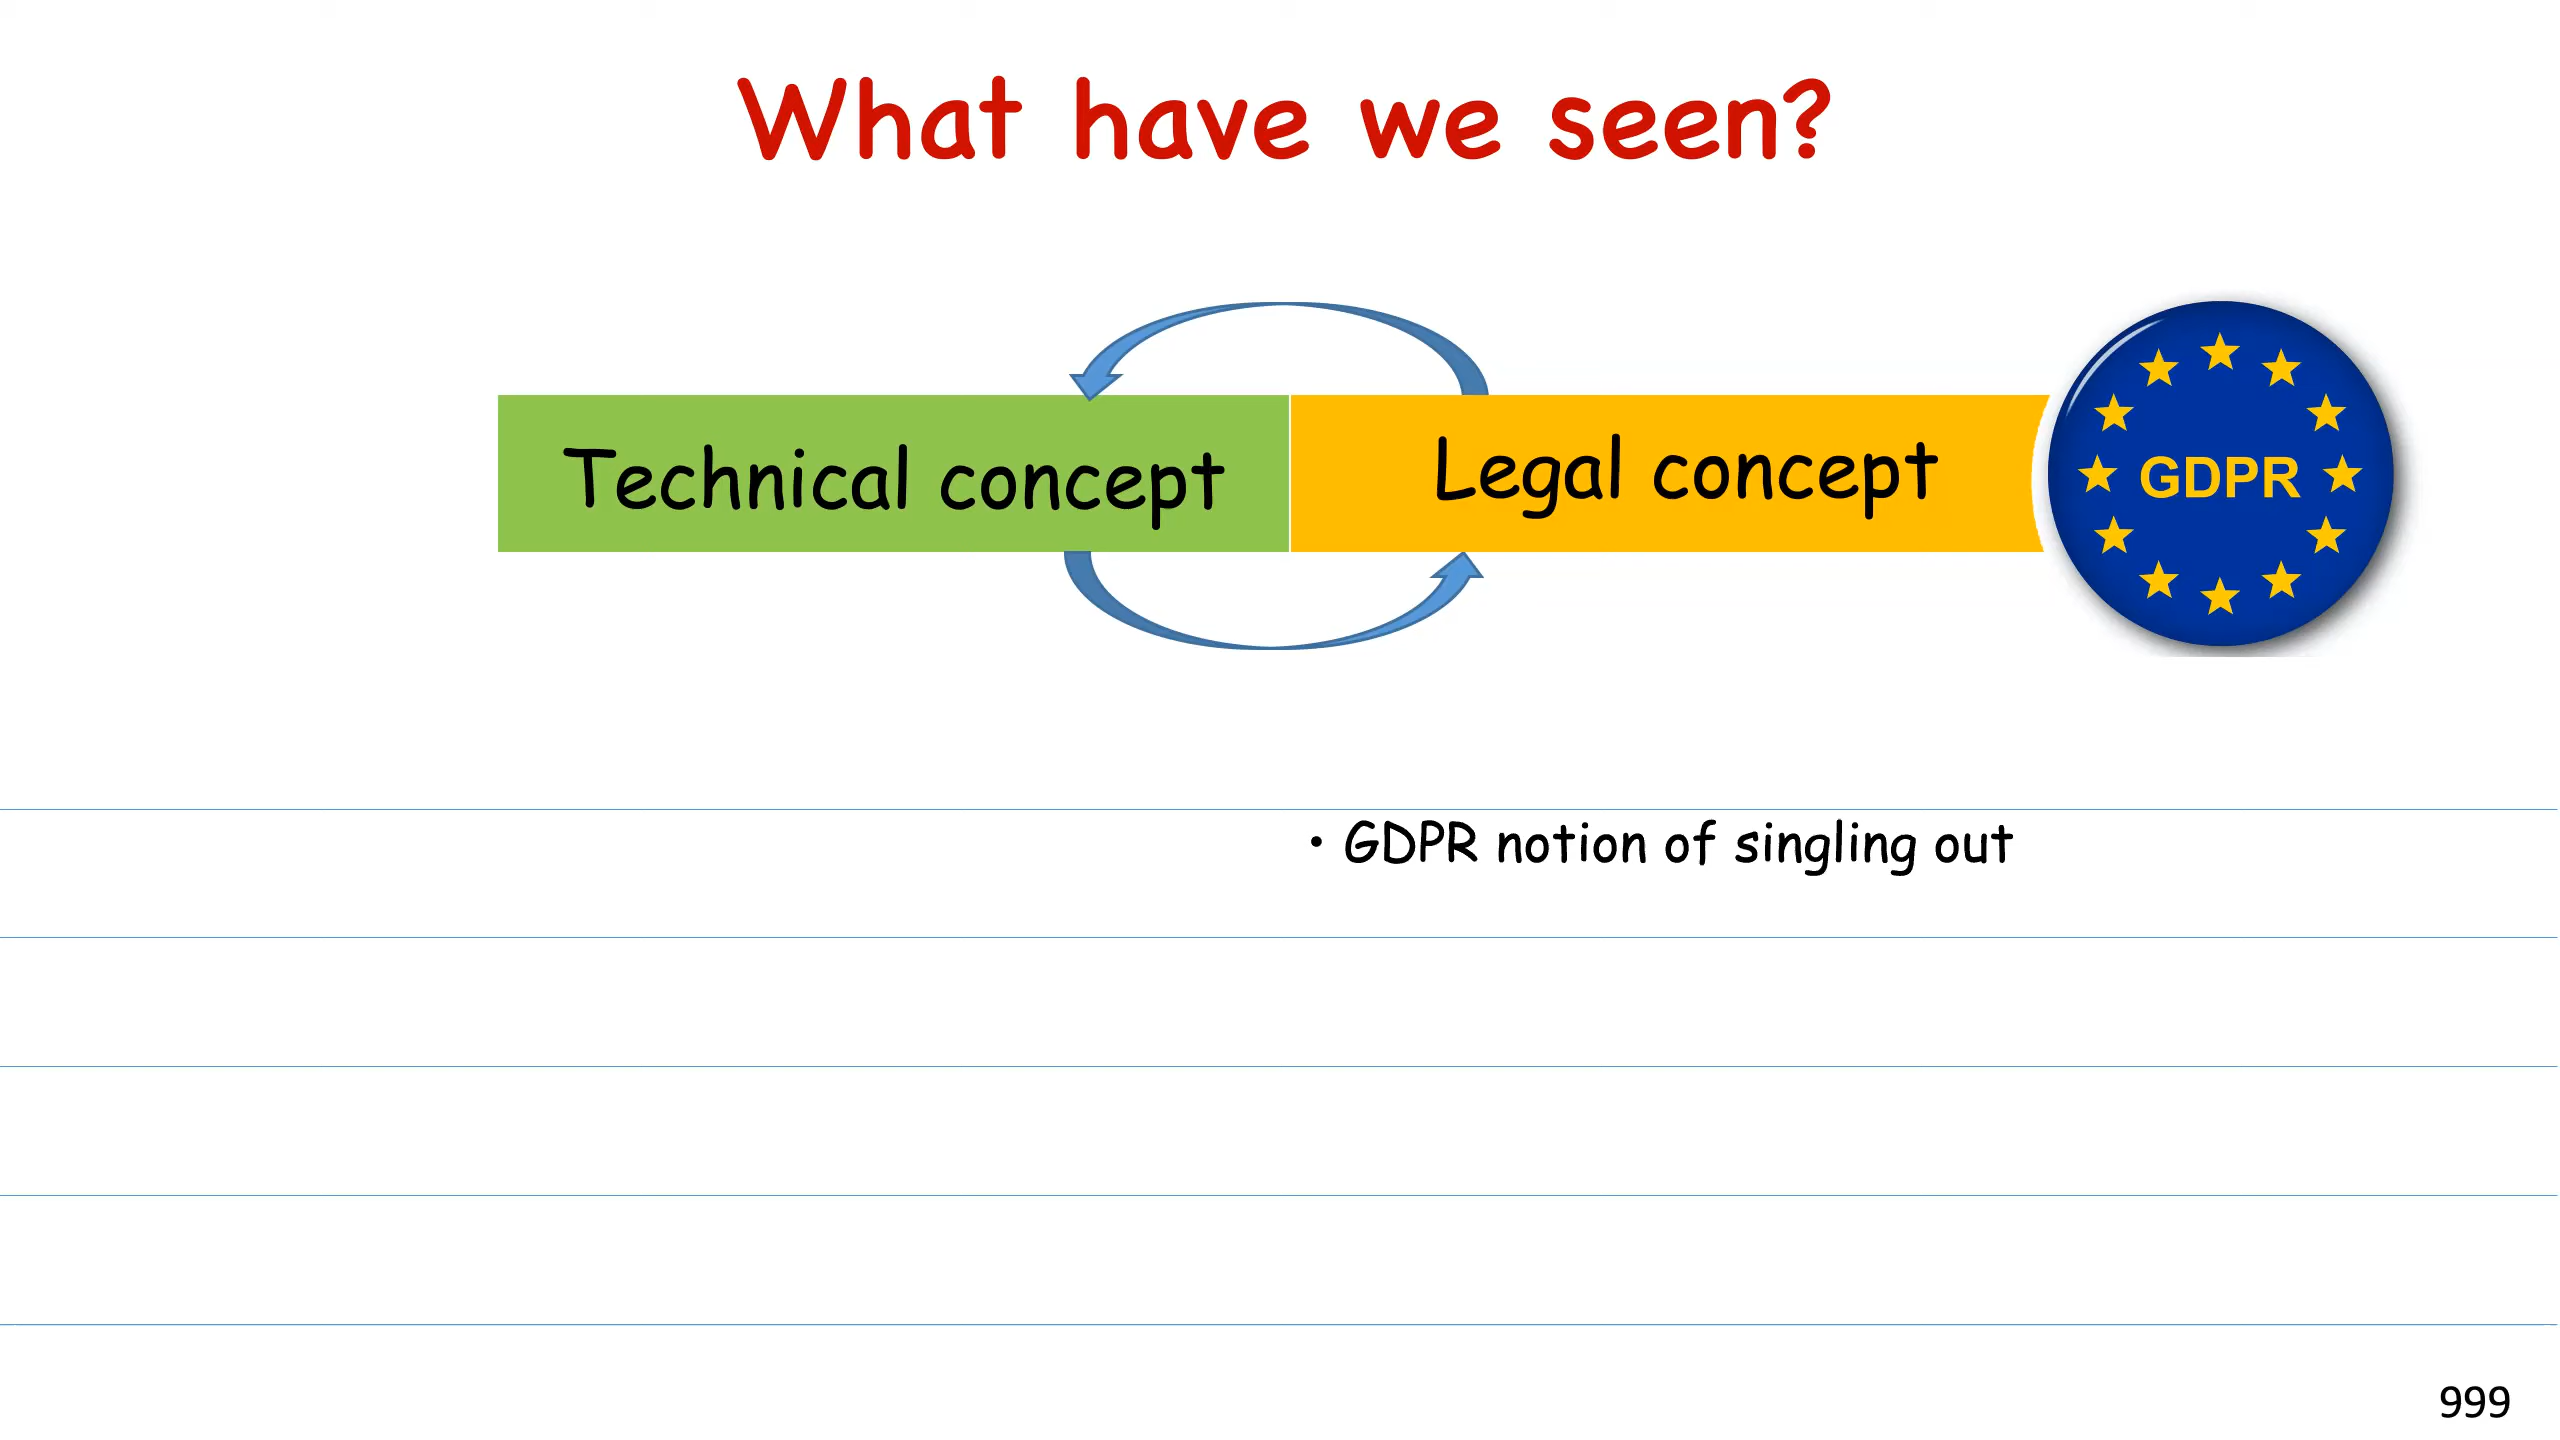 What have we seen?
Technical concept
Legal concept
GDPR
• GDPR notion of singling out
999